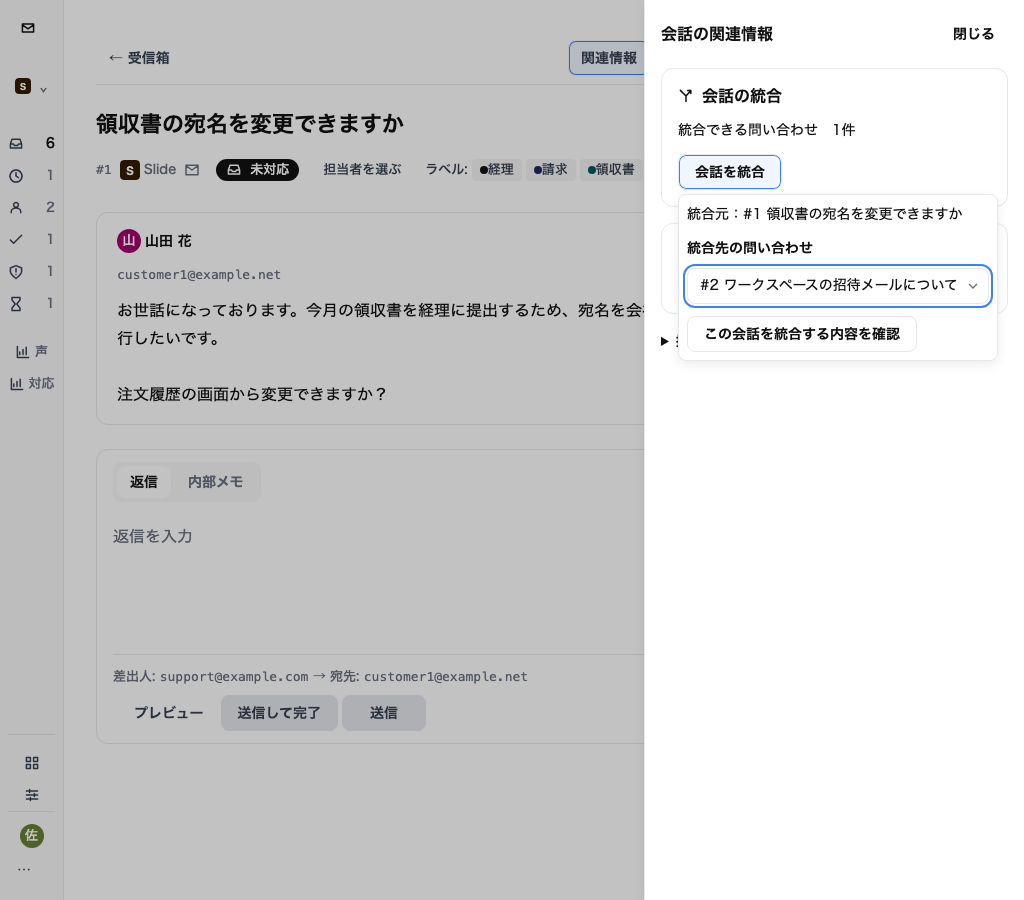 S
6
1
2
1
1
1
声
対応
佐
…
← 受信箱
関連情報
領収書の宛名を変更できますか
#1 S Slide 未対応 担当者を選ぶ ラベル: 経理 請求 領収書
山 山田 花
customer1@example.net
お世話になっております。今月の領収書を経理に提出するため、宛名を会
行したいです。
注文履歴の画面から変更できますか？
返信 内部メモ
返信を入力
差出人: support@example.com → 宛先: customer1@example.net
プレビュー 送信して完了 送信
会話の関連情報 閉じる
会話の統合
統合できる問い合わせ 1件
会話を統合
統合元：#1 領収書の宛名を変更できますか
統合先の問い合わせ
#2 ワークスペースの招待メールについて
この会話を統合する内容を確認